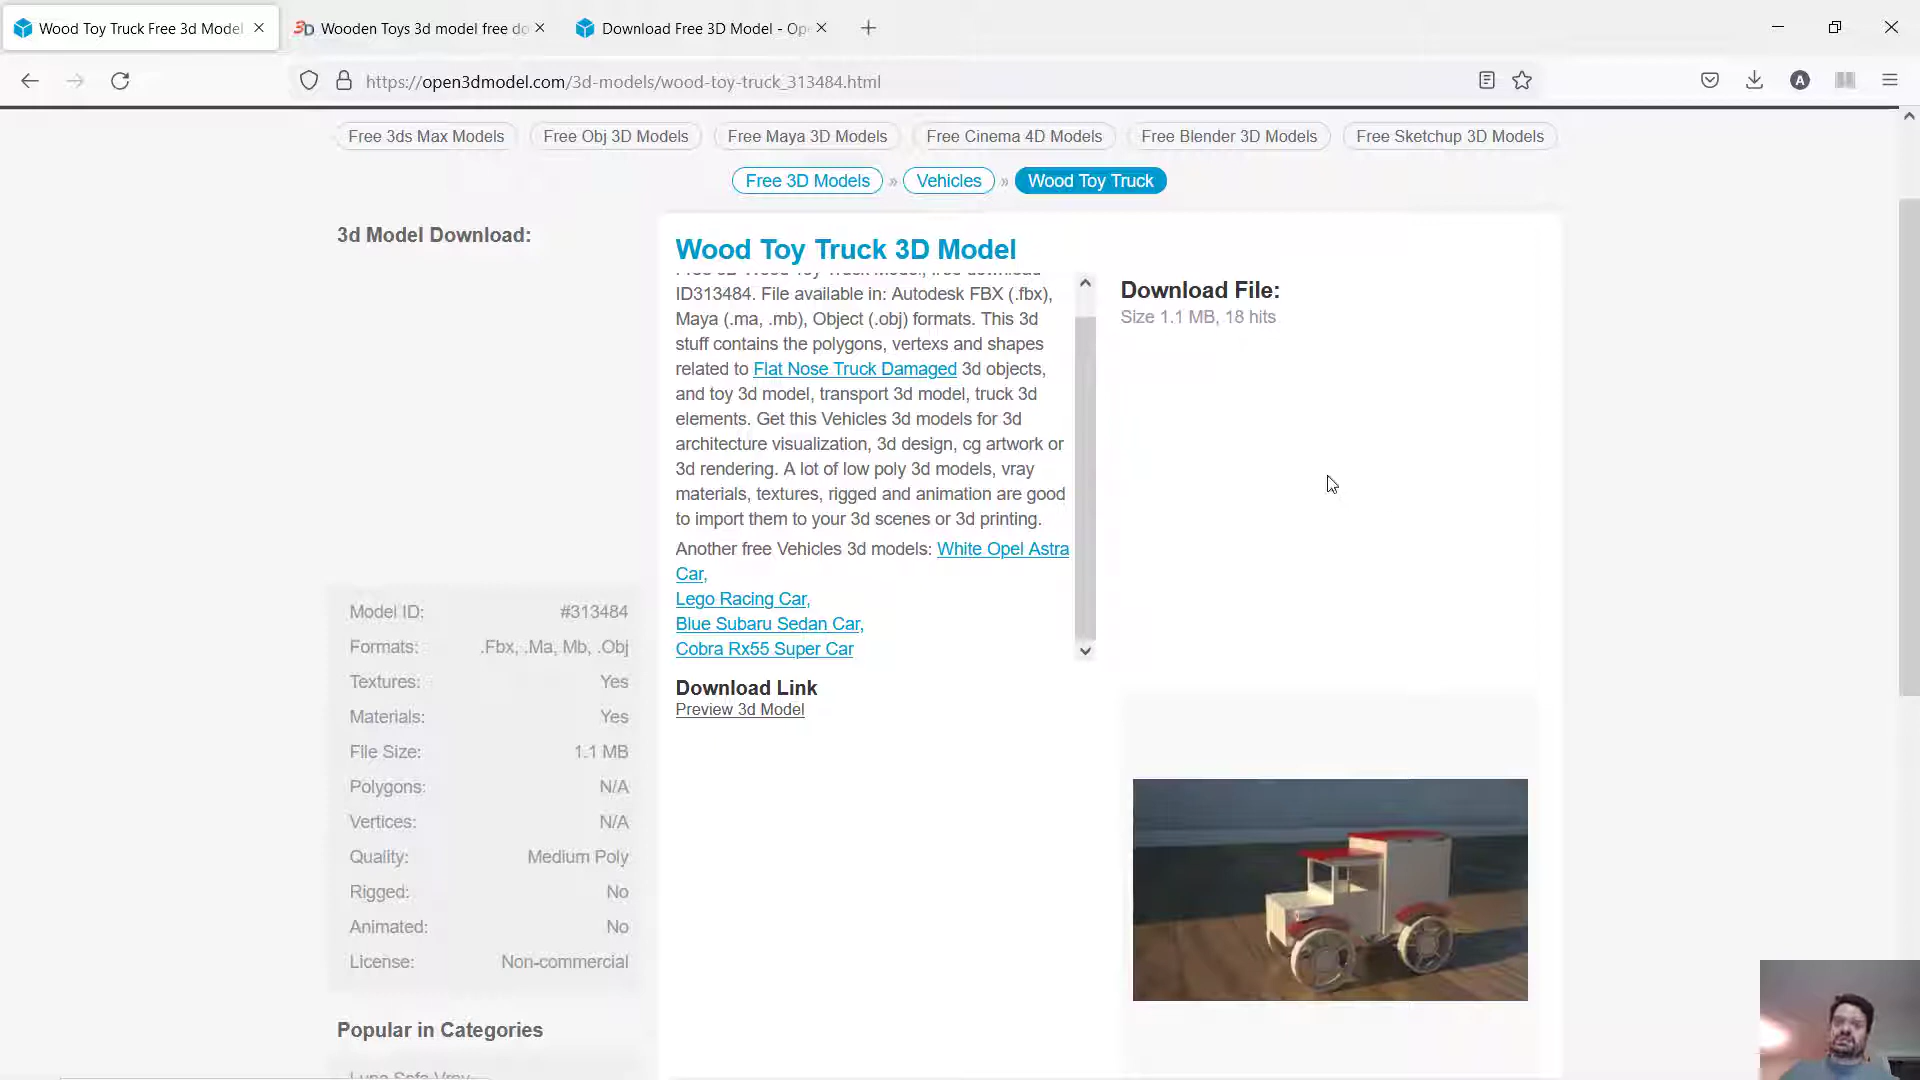 Wood Toy Truck Free 3d Model
Wooden Toys 3d model free do
Download Free 3D Model - Ope
https://open3dmodel.com/3d-models/wood-toy-truck_313484.html
A
Free 3ds Max Models
Free Obj 3D Models
Free Maya 3D Models
Free Cinema 4D Models
Free Blender 3D Models
Free Sketchup 3D Models
Free 3D Models » Vehicles » Wood Toy Truck
3d Model Download:
Model ID: #313484
Formats: .Fbx, .Ma, Mb, .Obj
Textures: Yes
Materials: Yes
File Size: 1.1 MB
Polygons: N/A
Vertices: N/A
Quality: Medium Poly
Rigged: No
Animated: No
License: Non-commercial
Popular in Categories
Wood Toy Truck 3D Model
Free 3D Wood Toy Truck Model, free download
ID313484. File available in: Autodesk FBX (.fbx),
Maya (.ma, .mb), Object (.obj) formats. This 3d
stuff contains the polygons, vertexs and shapes
related to Flat Nose Truck Damaged 3d objects,
and toy 3d model, transport 3d model, truck 3d
elements. Get this Vehicles 3d models for 3d
architecture visualization, 3d design, cg artwork or
3d rendering. A lot of low poly 3d models, vray
materials, textures, rigged and animation are good
to import them to your 3d scenes or 3d printing.
Another free Vehicles 3d models: White Opel Astra
Car,
Lego Racing Car,
Blue Subaru Sedan Car,
Cobra Rx55 Super Car
Download Link
Preview 3d Model
Download File:
Size 1.1 MB, 18 hits